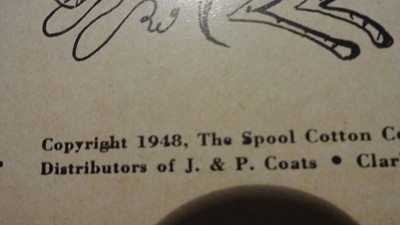 Copyright 1948, The Spool Cotton
Distributors of J. & P. Coats •